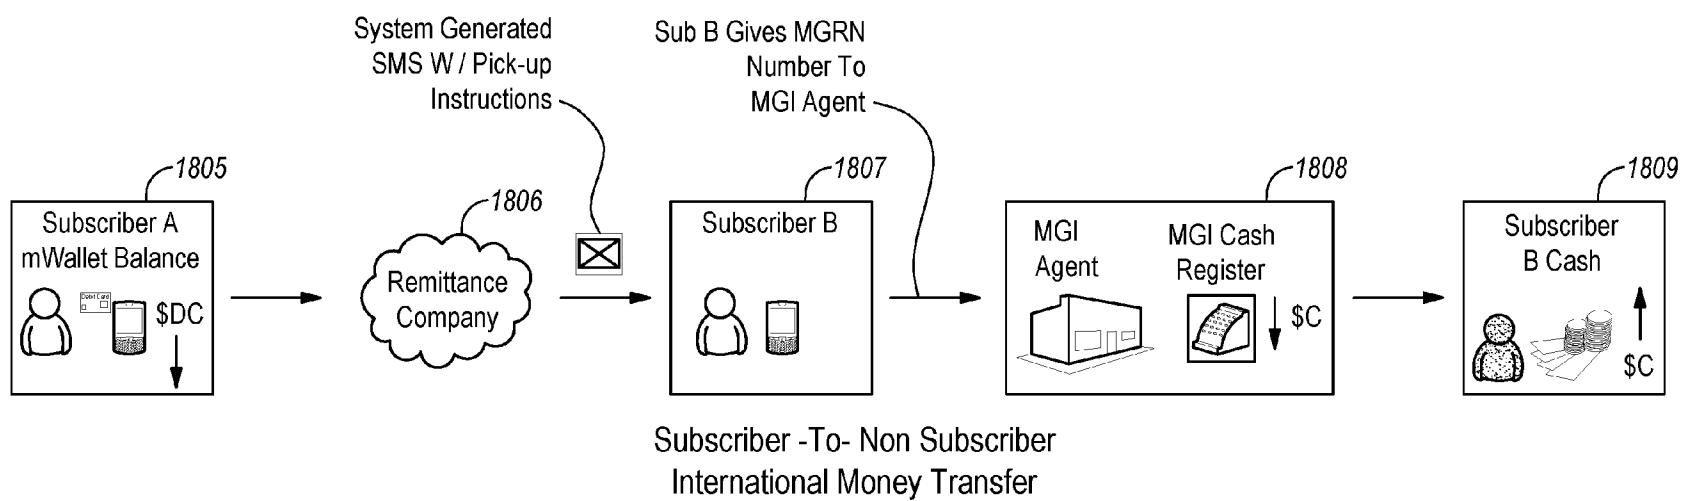 System Generated
SMS W / Pick-up
Instructions
Sub B Gives MGRN
Number To
MGI Agent
1805
1806
1807
1808
1809
Subscriber A
mWallet Balance
Debit Card
$DC
Remittance
Company
Subscriber B
MGI
Agent
MGI Cash
Register
$C
Subscriber
B Cash
$C
Subscriber -To- Non Subscriber
International Money Transfer